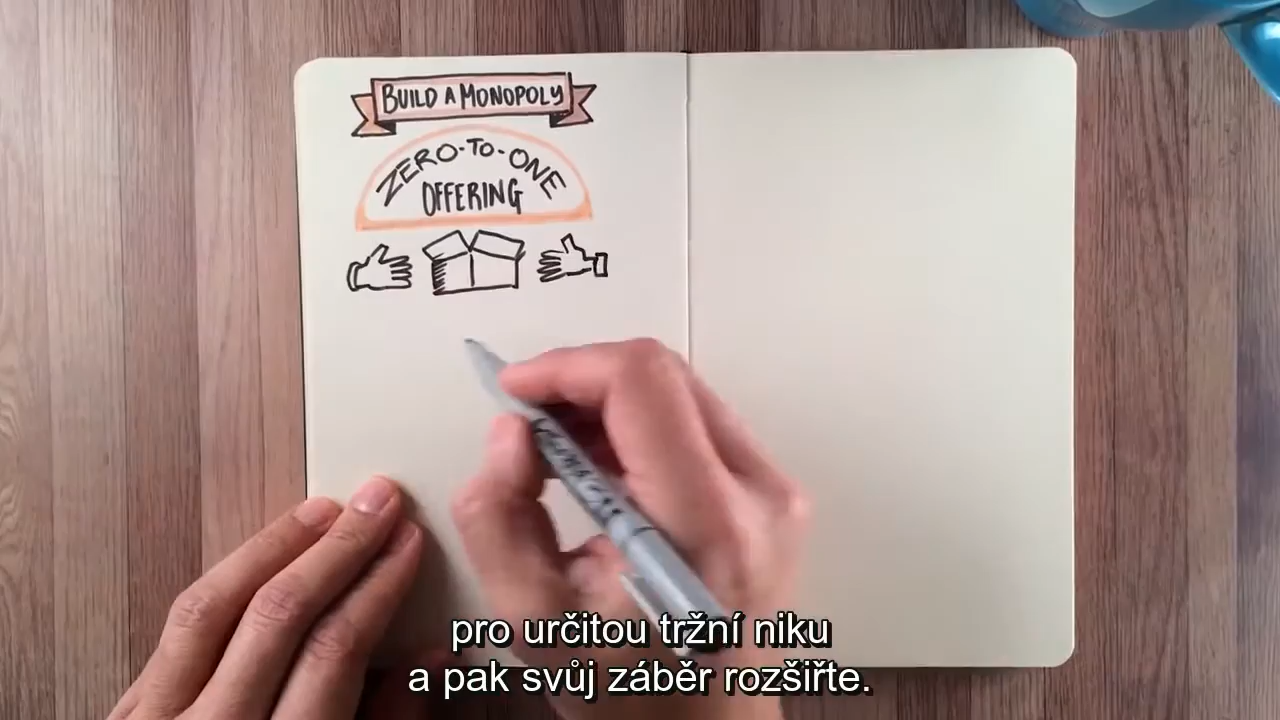 BUILD A MONOPOLY
ZERO-TO-ONE
OFFERING
pro určitou tržní niku
a pak svůj záběr rozšiřte.